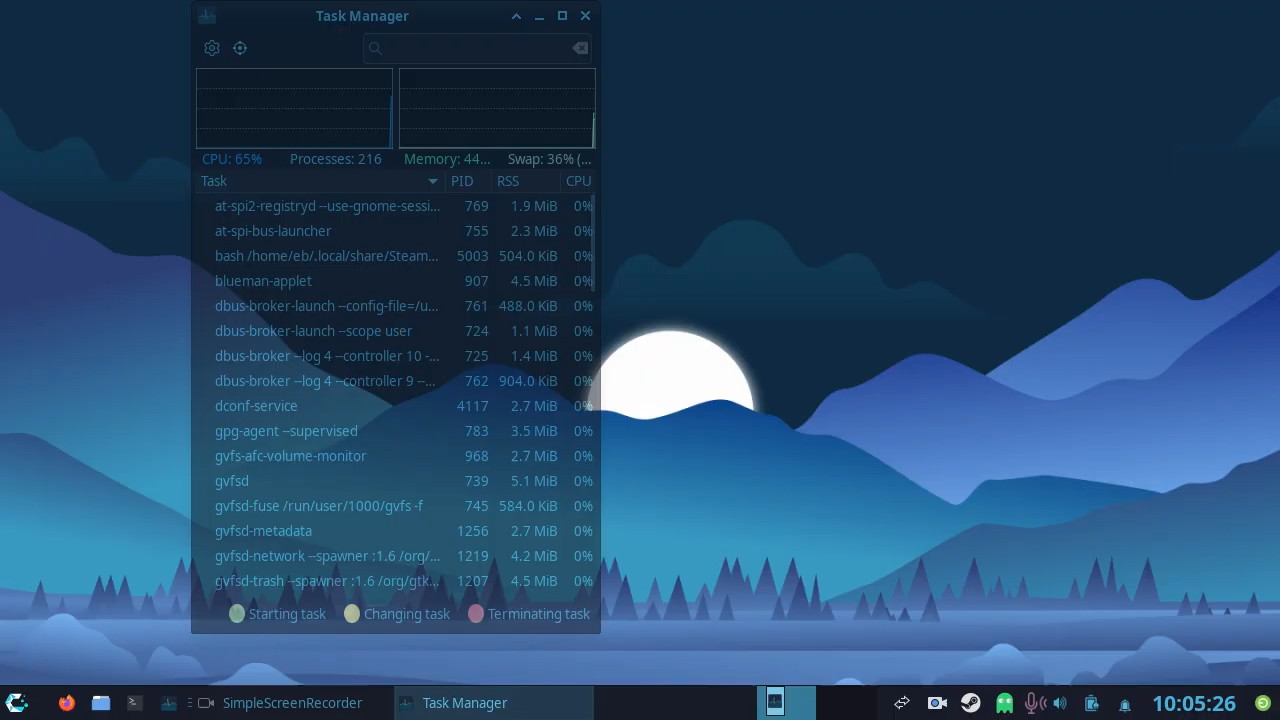 Task Manager
CPU: 65% Processes: 216 Memory: 44... Swap: 36% (...
Task PID RSS CPU
at-spi2-registryd --use-gnome-sessi... 769 1.9 MiB 0%
at-spi-bus-launcher 755 2.3 MiB 0%
bash /home/eb/.local/share/Steam... 5003 504.0 KiB 0%
blueman-applet 907 4.5 MiB 0%
dbus-broker-launch --config-file=/u... 761 488.0 KiB 0%
dbus-broker-launch --scope user 724 1.1 MiB 0%
dbus-broker --log 4 --controller 10 -... 725 1.4 MiB 0%
dbus-broker --log 4 --controller 9 --... 762 904.0 KiB 0%
dconf-service 4117 2.7 MiB 0%
gpg-agent --supervised 783 3.5 MiB 0%
gvfs-afc-volume-monitor 968 2.7 MiB 0%
gvfsd 739 5.1 MiB 0%
gvfsd-fuse /run/user/1000/gvfs -f 745 584.0 KiB 0%
gvfsd-metadata 1256 2.7 MiB 0%
gvfsd-network --spawner :1.6 /org/... 1219 4.2 MiB 0%
gvfsd-trash --spawner :1.6 /org/gtk... 1207 4.5 MiB 0%
Starting task Changing task Terminating task
SimpleScreenRecorder Task Manager 10:05:26